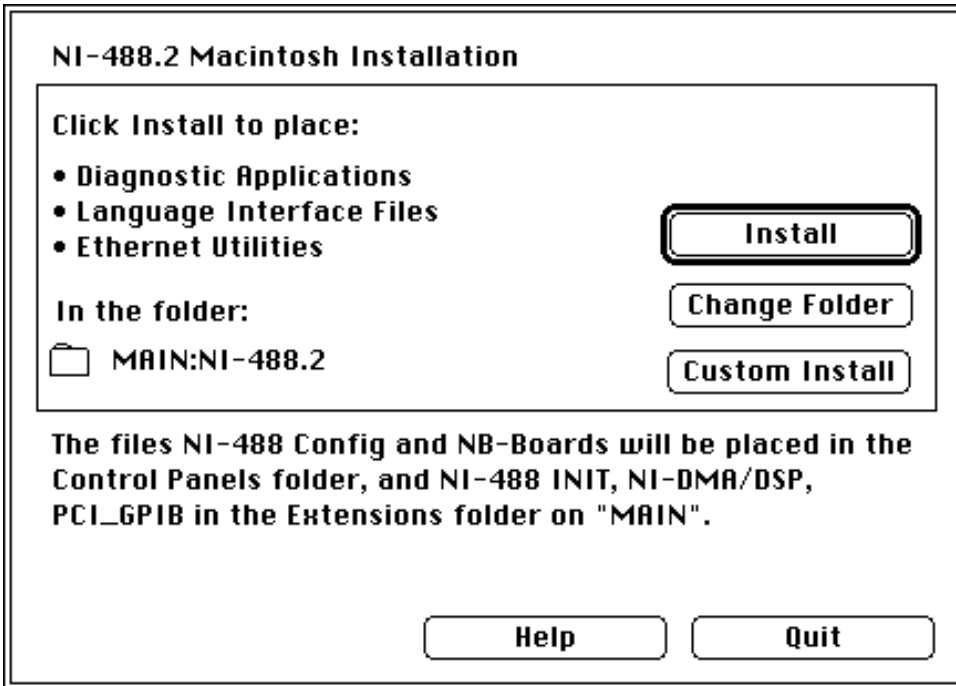 NI-488.2 Macintosh Installation
Click Install to place:
• Diagnostic Applications
• Language Interface Files
• Ethernet Utilities
Install
In the folder:
Change Folder
MAIN:NI-488.2
Custom Install
The files NI-488 Config and NB-Boards will be placed in the
Control Panels folder, and NI-488 INIT, NI-DMA/DSP,
PCI_GPIB in the Extensions folder on "MAIN".
Help
Quit